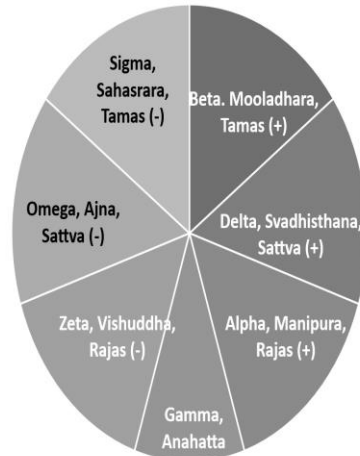 Sigma,
Sahasrara,
Tamas (-)
Beta. Mooladhara,
Tamas (+)
Omega, Ajna,
Sattva (-)
Delta, Svadhisthana,
Sattva (+)
Zeta, Vishuddha,
Rajas (-)
Alpha, Manipura,
Rajas (+)
Gamma,
Anahatta